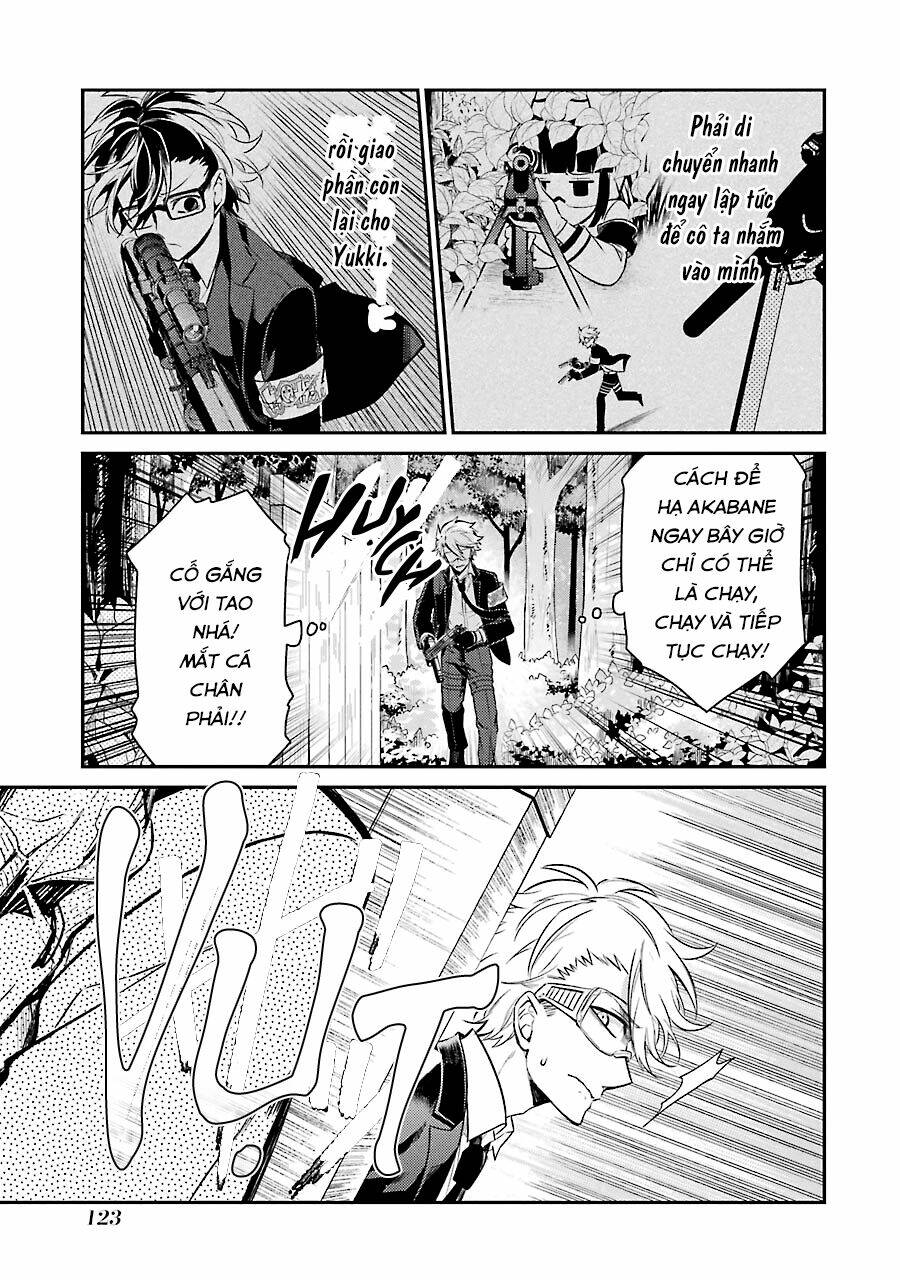 Phải di
chuyển nhanh
ngay lập tức
để cô ta nhắm
vào mình
rồi giao
phần còn
lại cho
Yukki.
CÁCH ĐỂ
HẠ AKABANE
NGAY BÂY GIỜ
CHỈ CÓ THỂ
LÀ CHẠY,
CHẠY VÀ TIẾP
TỤC CHẠY!
HỤYCH
CỐ GẮNG
VỚI TAO
NHÁ!
MẮT CÁ
CHÂN
PHẢI!!
VÚT
123